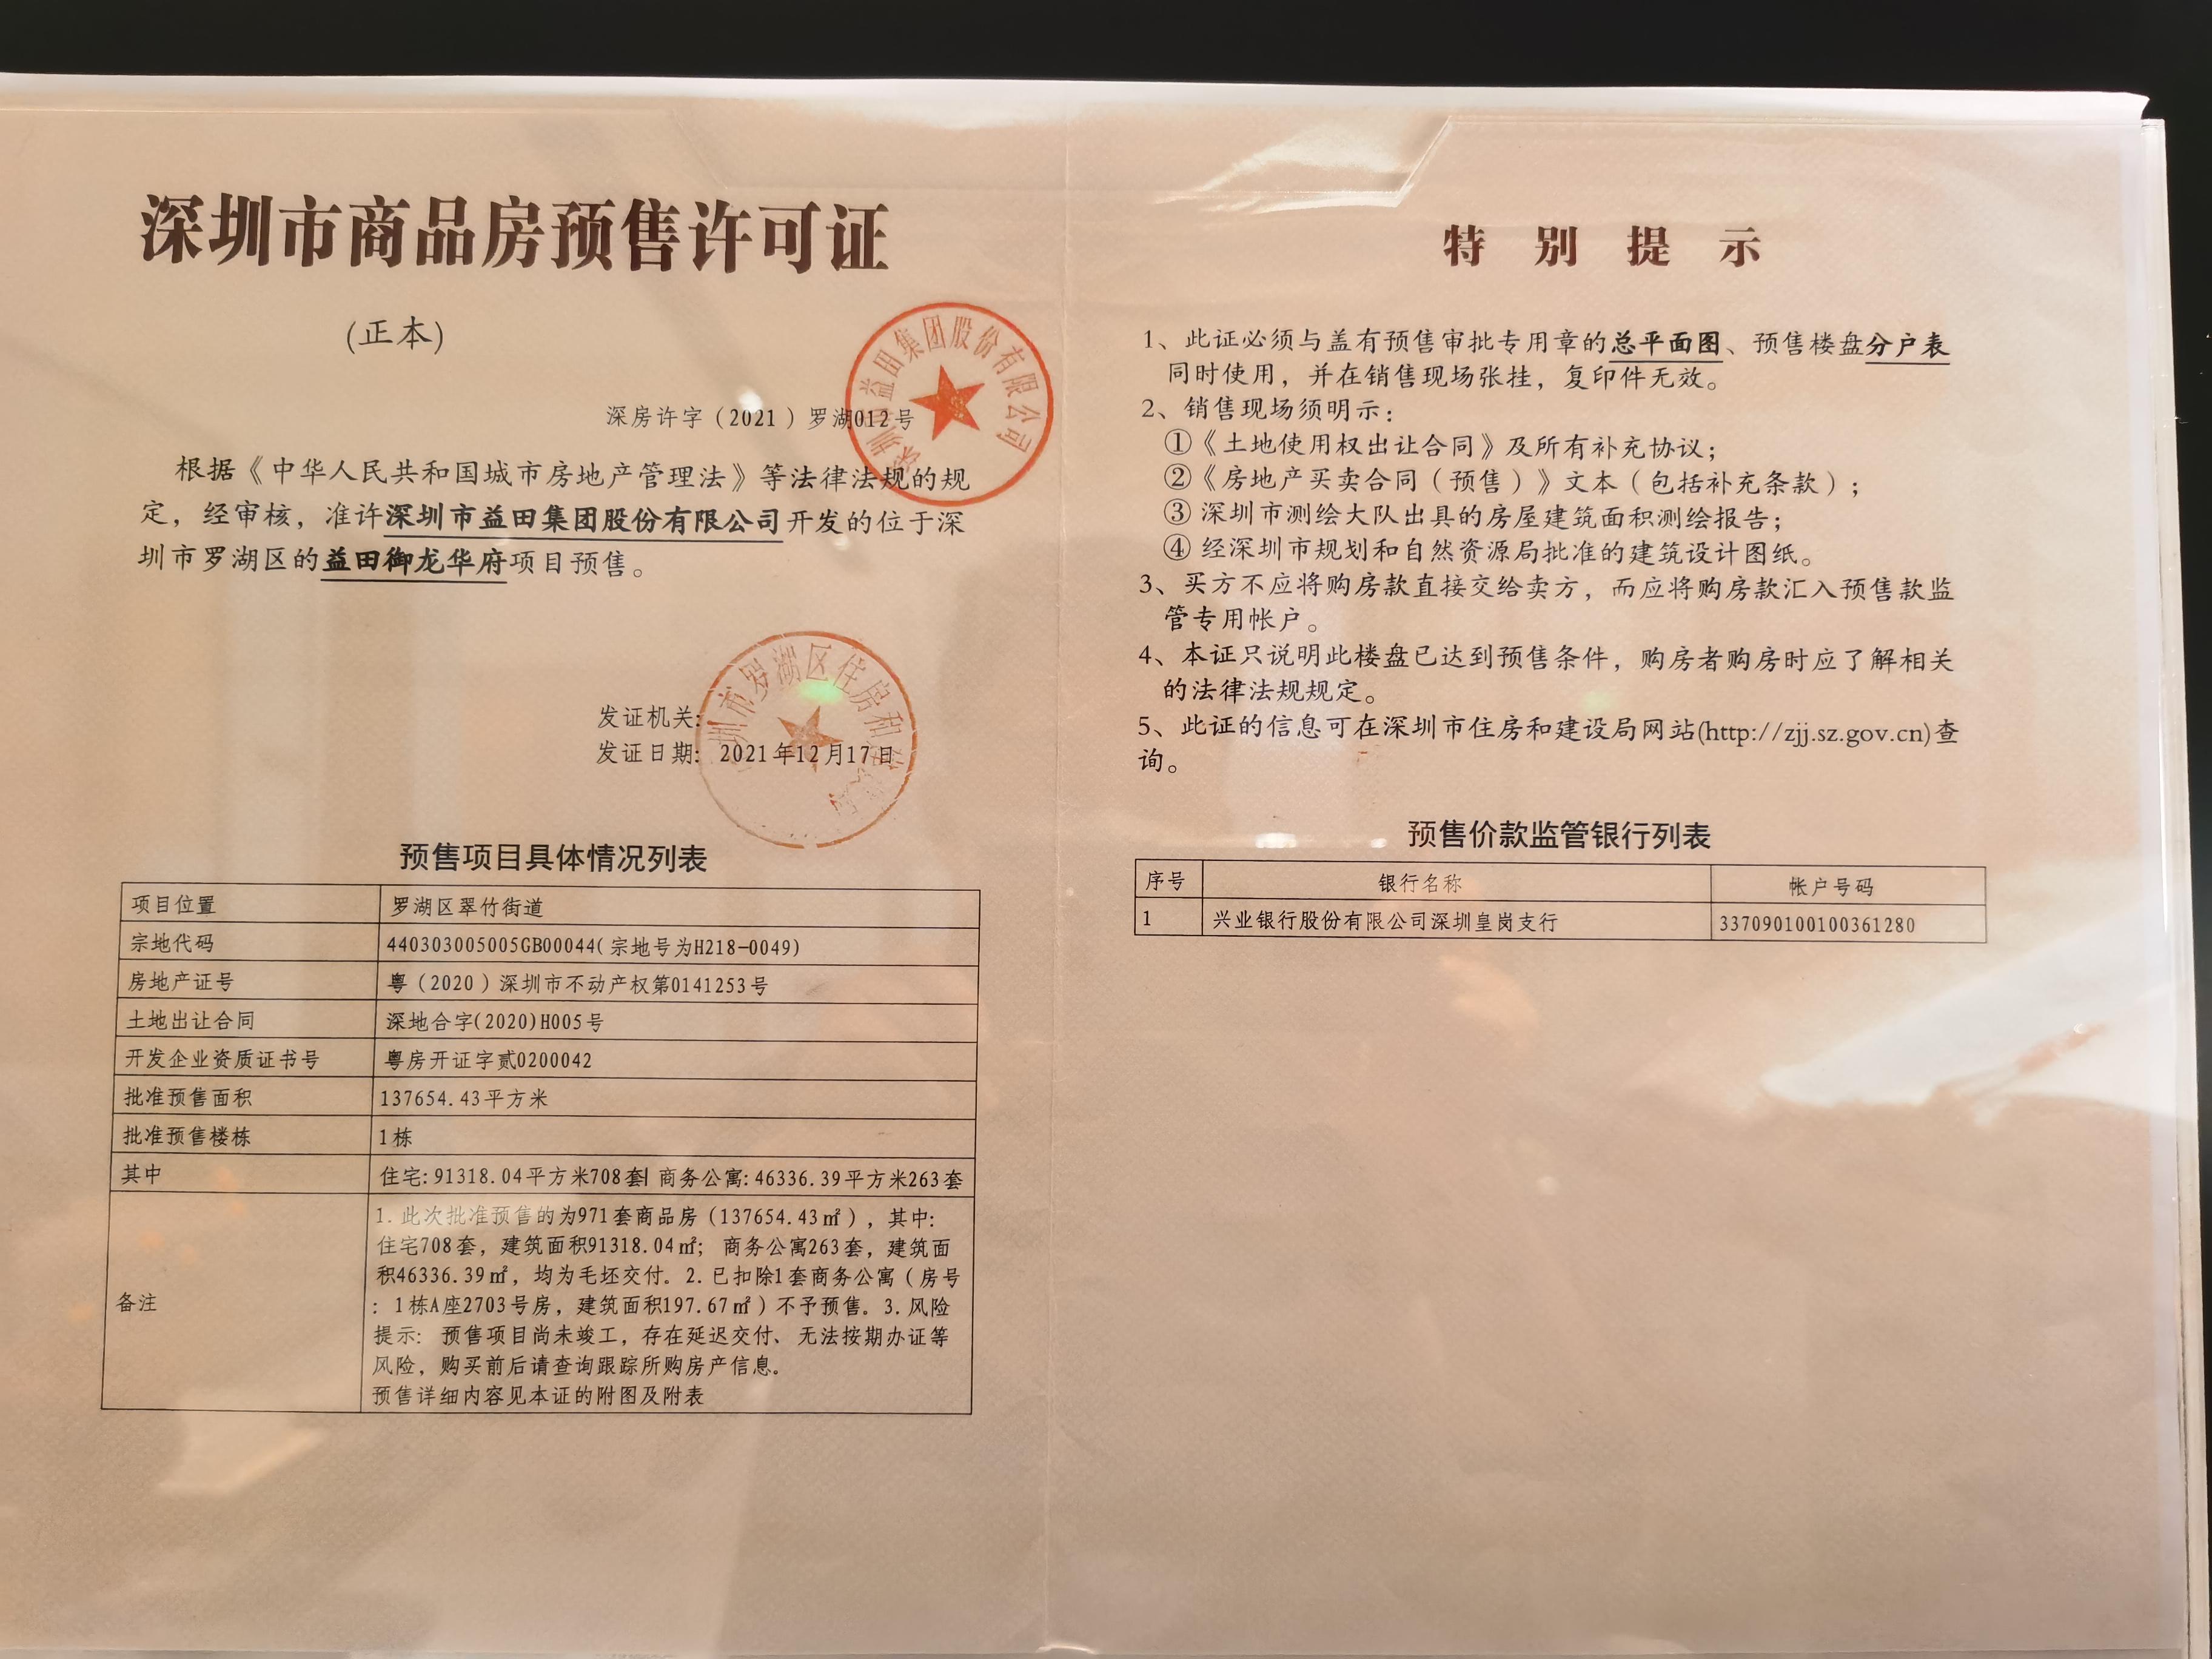 深圳市商品房预售许可证
(正本)
深圳市益田集团股份有限公司
深房许字（2021）罗湖012号
根据《中华人民共和国城市房地产管理法》等法律法规的规
定，经审核，准许深圳市益田集团股份有限公司开发的位于深
圳市罗湖区的益田御龙华府项目预售。
圳市罗湖区住房和建
发证机关:
发证日期: 2021年12月17日
预售项目具体情况列表
项目位置 罗湖区翠竹街道
宗地代码 440303005005GB00044(宗地号为H218-0049)
房地产证号 粤（2020）深圳市不动产权第0141253号
土地出让合同 深地合字(2020)H005号
开发企业资质证书号 粤房开证字贰0200042
批准预售面积 137654.43平方米
批准预售楼栋 1栋
其中 住宅:91318.04平方米708套| 商务公寓:46336.39平方米263套
备注
1.此次批准预售的为971套商品房（137654.43㎡），其中:
住宅708套，建筑面积91318.04㎡; 商务公寓263套，建筑面
积46336.39㎡，均为毛坯交付。2.已扣除1套商务公寓（房号
: 1栋A座2703号房，建筑面积197.67㎡）不予预售。3.风险
提示: 预售项目尚未竣工，存在延迟交付、无法按期办证等
风险，购买前后请查询跟踪所购房产信息。
预售详细内容见本证的附图及附表
特别提示
1、此证必须与盖有预售审批专用章的总平面图、预售楼盘分户表
同时使用，并在销售现场张挂，复印件无效。
2、销售现场须明示:
①《土地使用权出让合同》及所有补充协议;
②《房地产买卖合同（预售）》文本（包括补充条款）;
③ 深圳市测绘大队出具的房屋建筑面积测绘报告;
④ 经深圳市规划和自然资源局批准的建筑设计图纸。
3、买方不应将购房款直接交给卖方，而应将购房款汇入预售款监
管专用帐户。
4、本证只说明此楼盘已达到预售条件，购房者购房时应了解相关
的法律法规规定。
5、此证的信息可在深圳市住房和建设局网站(http://zjj.sz.gov.cn)查
询。
预售价款监管银行列表
序号 银行名称 帐户号码
1 兴业银行股份有限公司深圳皇岗支行 337090100100361280